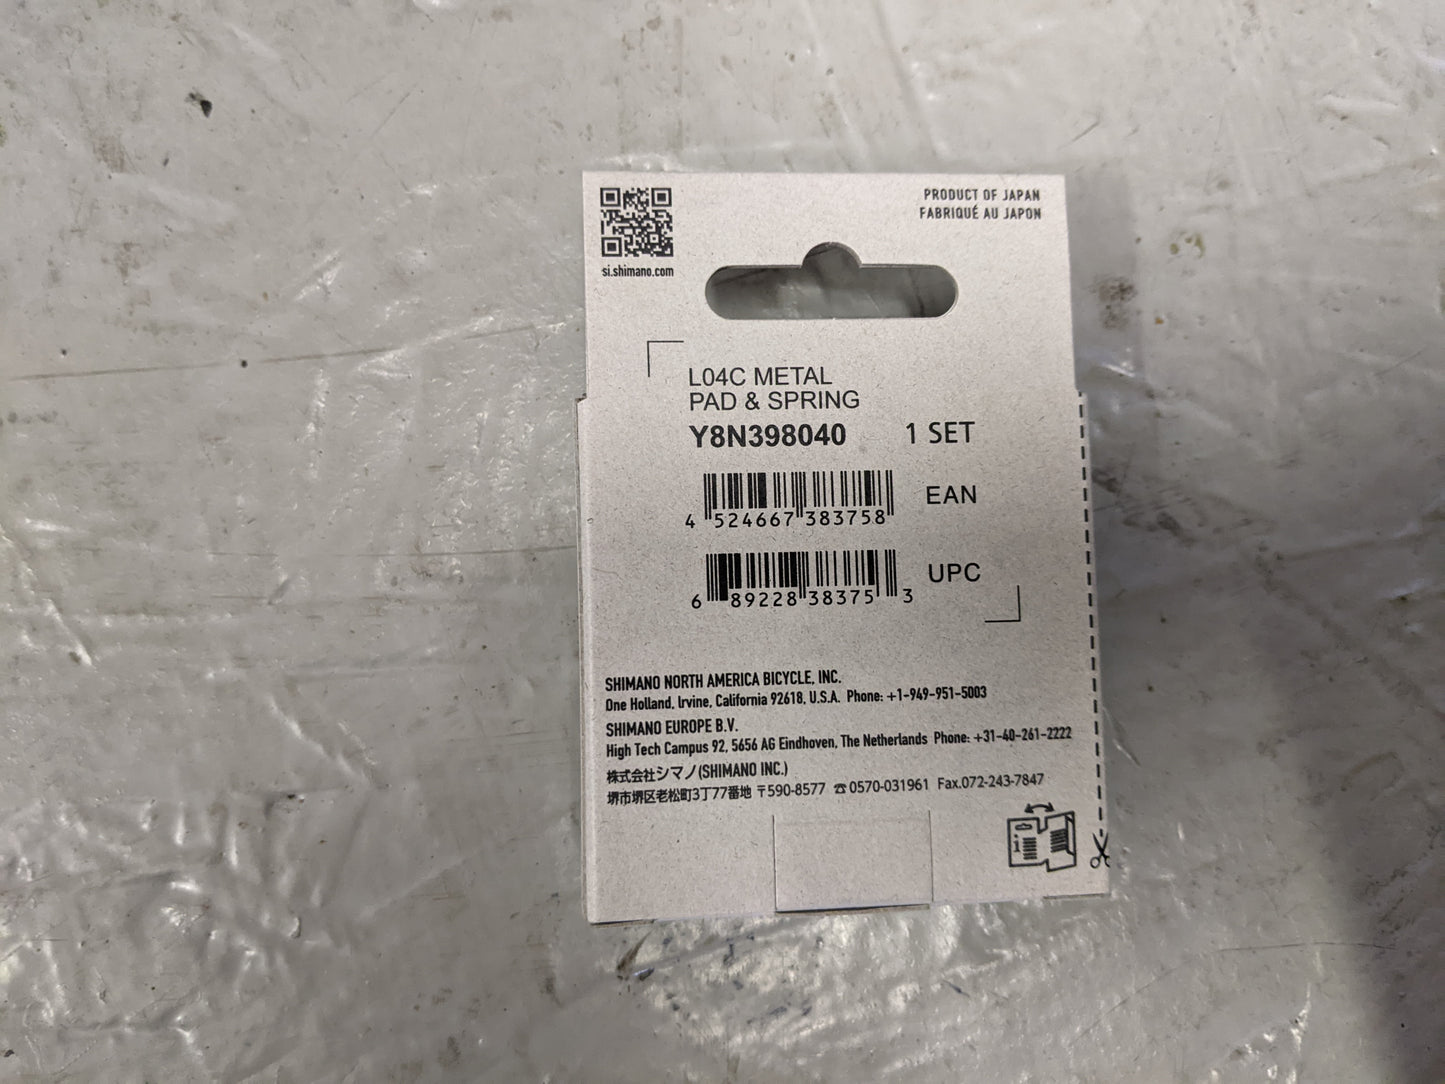 PRODUCT OF JAPAN
FABRIQUÉ AU JAPON
si.shimano.com
L04C METAL
PAD & SPRING
Y8N398040 1 SET
4 524667 383758 EAN
6 89228 38375 3 UPC
SHIMANO NORTH AMERICA BICYCLE, INC.
One Holland, Irvine, California 92618, U.S.A. Phone: +1-949-951-5003
SHIMANO EUROPE B.V.
High Tech Campus 92, 5656 AG Eindhoven, The Netherlands Phone: +31-40-261-2222
株式会社シマノ(SHIMANO INC.)
堺市堺区老松町3丁77番地 〒590-8577 ☎0570-031961 Fax.072-243-7847
i